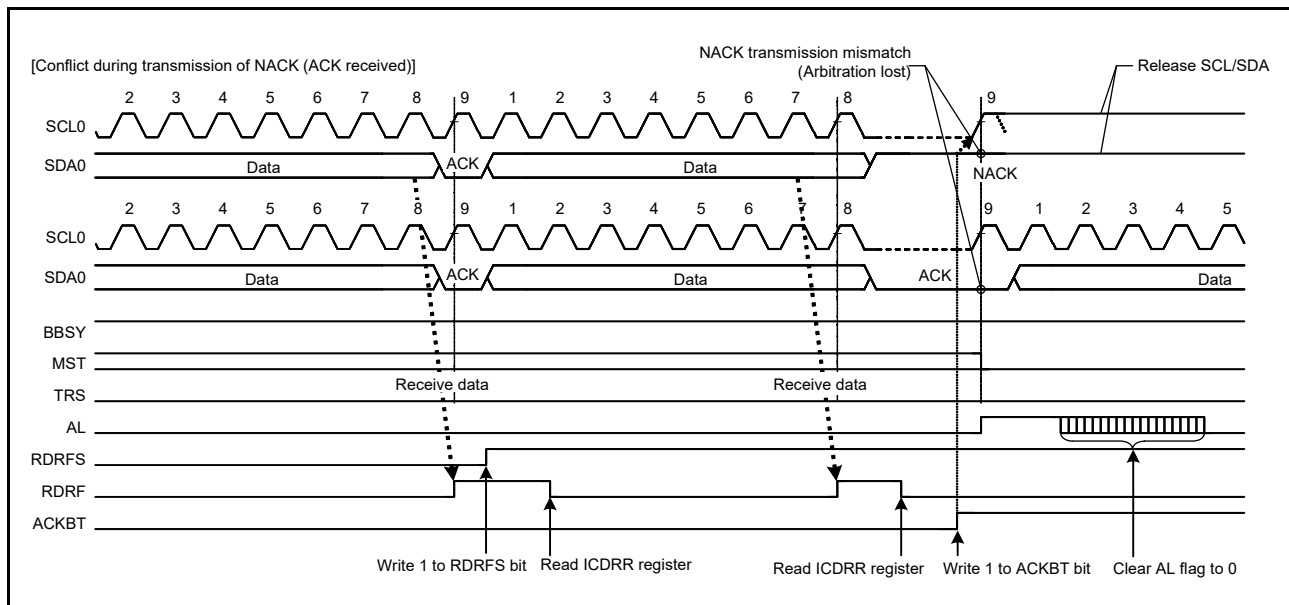 [Conflict during transmission of NACK (ACK received)]
NACK transmission mismatch
(Arbitration lost)
Release SCL/SDA
2 3 4 5 6 7 8 9 1 2 3 4 5 6 7 8 9
SCL0
SDA0 Data ACK Data NACK
2 3 4 5 6 7 8 9 1 2 3 4 5 6 7 8 9 1 2 3 4 5
SCL0
SDA0 Data ACK Data ACK Data
BBSY
MST
Receive data Receive data
TRS
AL
RDRFS
RDRF
ACKBT
Write 1 to RDRFS bit Read ICDRR register Read ICDRR register Write 1 to ACKBT bit Clear AL flag to 0